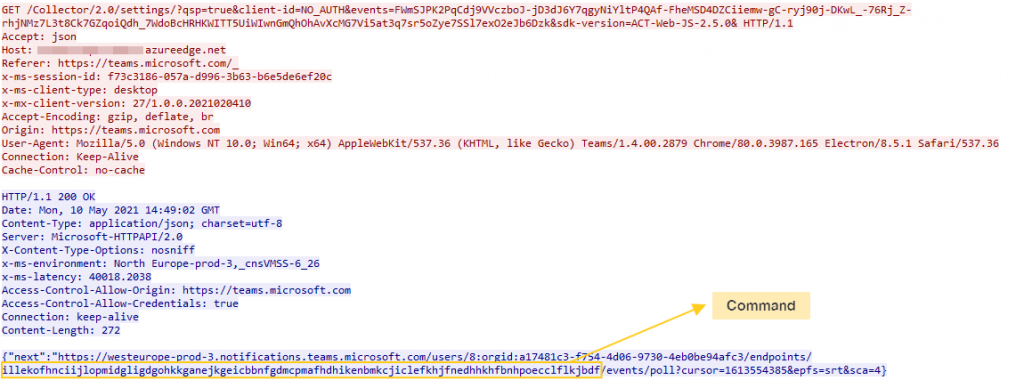 GET /Collector/2.0/settings/?qsp=true&client-id=NO_AUTH&events=FWmSJPK2PqCdj9VVczboJ-jD3dJ6Y7qgyNiYltP4QAf-FheMSD4DZCiiemw-gC-ryj90j-DKwL_-76Rj_Z-
rhjNMz7L3t8Ck7GZqoiQdh_7WdoBcHRHKWITT5UiWIwnGmQhOhAvXcMG7Vi5at3q7sr5oZye7SSl7exO2eJb6Dzk&sdk-version=ACT-Web-JS-2.5.0& HTTP/1.1
Accept: json
Host: azureedge.net
Referer: https://teams.microsoft.com/_
x-ms-session-id: f73c3186-057a-d996-3b63-b6e5de6ef20c
x-ms-client-type: desktop
x-mx-client-version: 27/1.0.0.2021020410
Accept-Encoding: gzip, deflate, br
Origin: https://teams.microsoft.com
User-Agent: Mozilla/5.0 (Windows NT 10.0; Win64; x64) AppleWebKit/537.36 (KHTML, like Gecko) Teams/1.4.00.2879 Chrome/80.0.3987.165 Electron/8.5.1 Safari/537.36
Connection: Keep-Alive
Cache-Control: no-cache
HTTP/1.1 200 OK
Date: Mon, 10 May 2021 14:49:02 GMT
Content-Type: application/json; charset=utf-8
Server: Microsoft-HTTPAPI/2.0
X-Content-Type-Options: nosniff
x-ms-environment: North Europe-prod-3,_cnsVMSS-6_26
x-ms-latency: 40018.2038
Access-Control-Allow-Origin: https://teams.microsoft.com
Access-Control-Allow-Credentials: true
Connection: keep-alive
Content-Length: 272
Command
{"next":"https://westeurope-prod-3.notifications.teams.microsoft.com/users/8:orgid:a17481c3-f754-4d06-9730-4eb0be94afc3/endpoints/
illekofhnciijlopmidgligdgohkkganejkgeicbbnfgdmcpmafhdhikenbmkcjiclefkhjfnedhhkhfbnhpoecclflkjbdf/events/poll?cursor=1613554385&epfs=srt&sca=4}